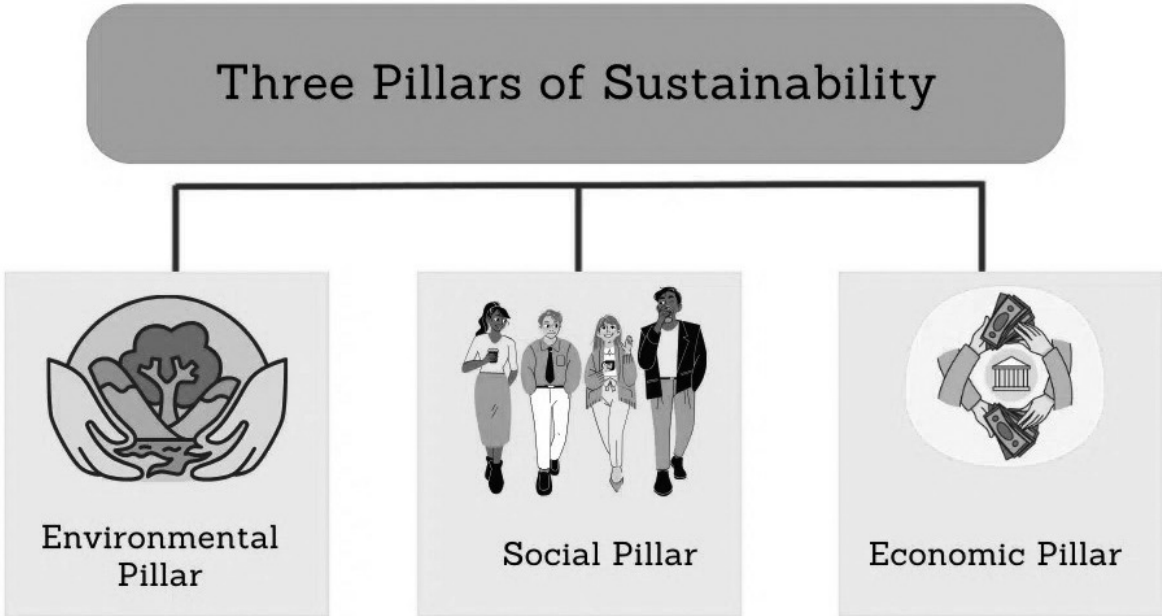 Three Pillars of Sustainability
Environmental
Pillar
Social Pillar
Economic Pillar